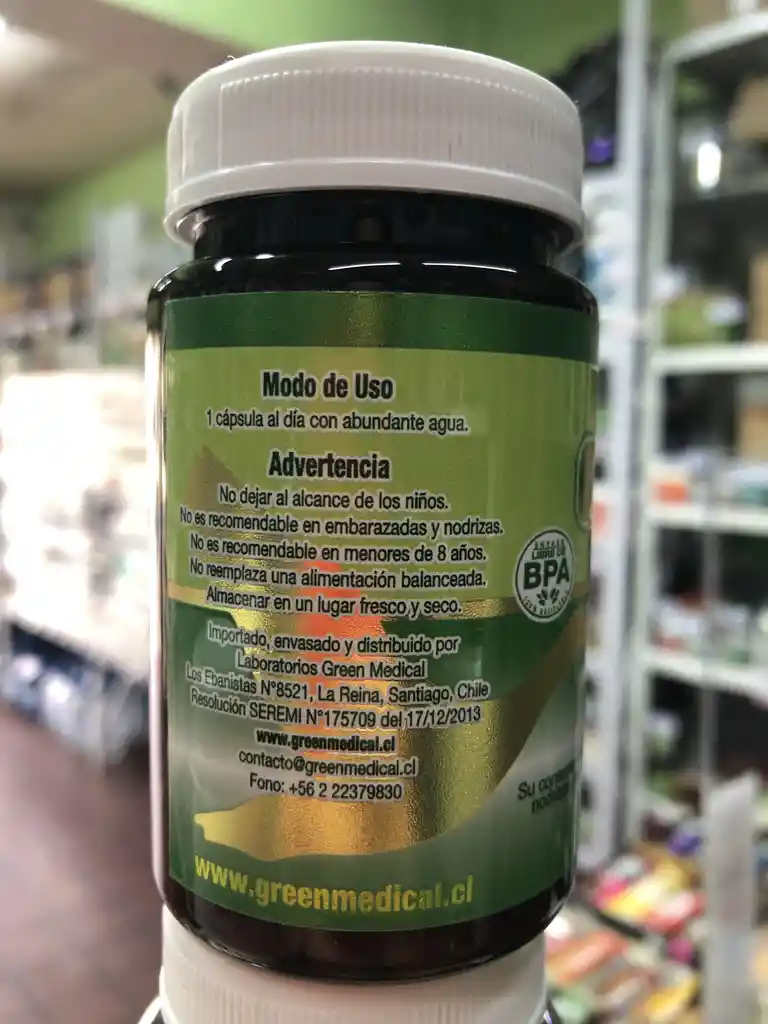 Modo de Uso
1 cápsula al día con abundante agua.
Advertencia
No dejar al alcance de los niños.
No es recomendable en embarazadas y nodrizas.
No es recomendable en menores de 8 años.
No reemplaza una alimentación balanceada.
Almacenar en un lugar fresco y seco.
ENVASE
LIBRE DE
BPA
Importado, envasado y distribuido por
Laboratorios Green Medical
Los Ebanistas N°8521, La Reina, Santiago, Chile
Resolución SEREMI N°175709 del 17/12/2013
www.greenmedical.cl
contacto@greenmedical.cl
Fono: +56 2 22379830
Su
www.greenmedical.cl